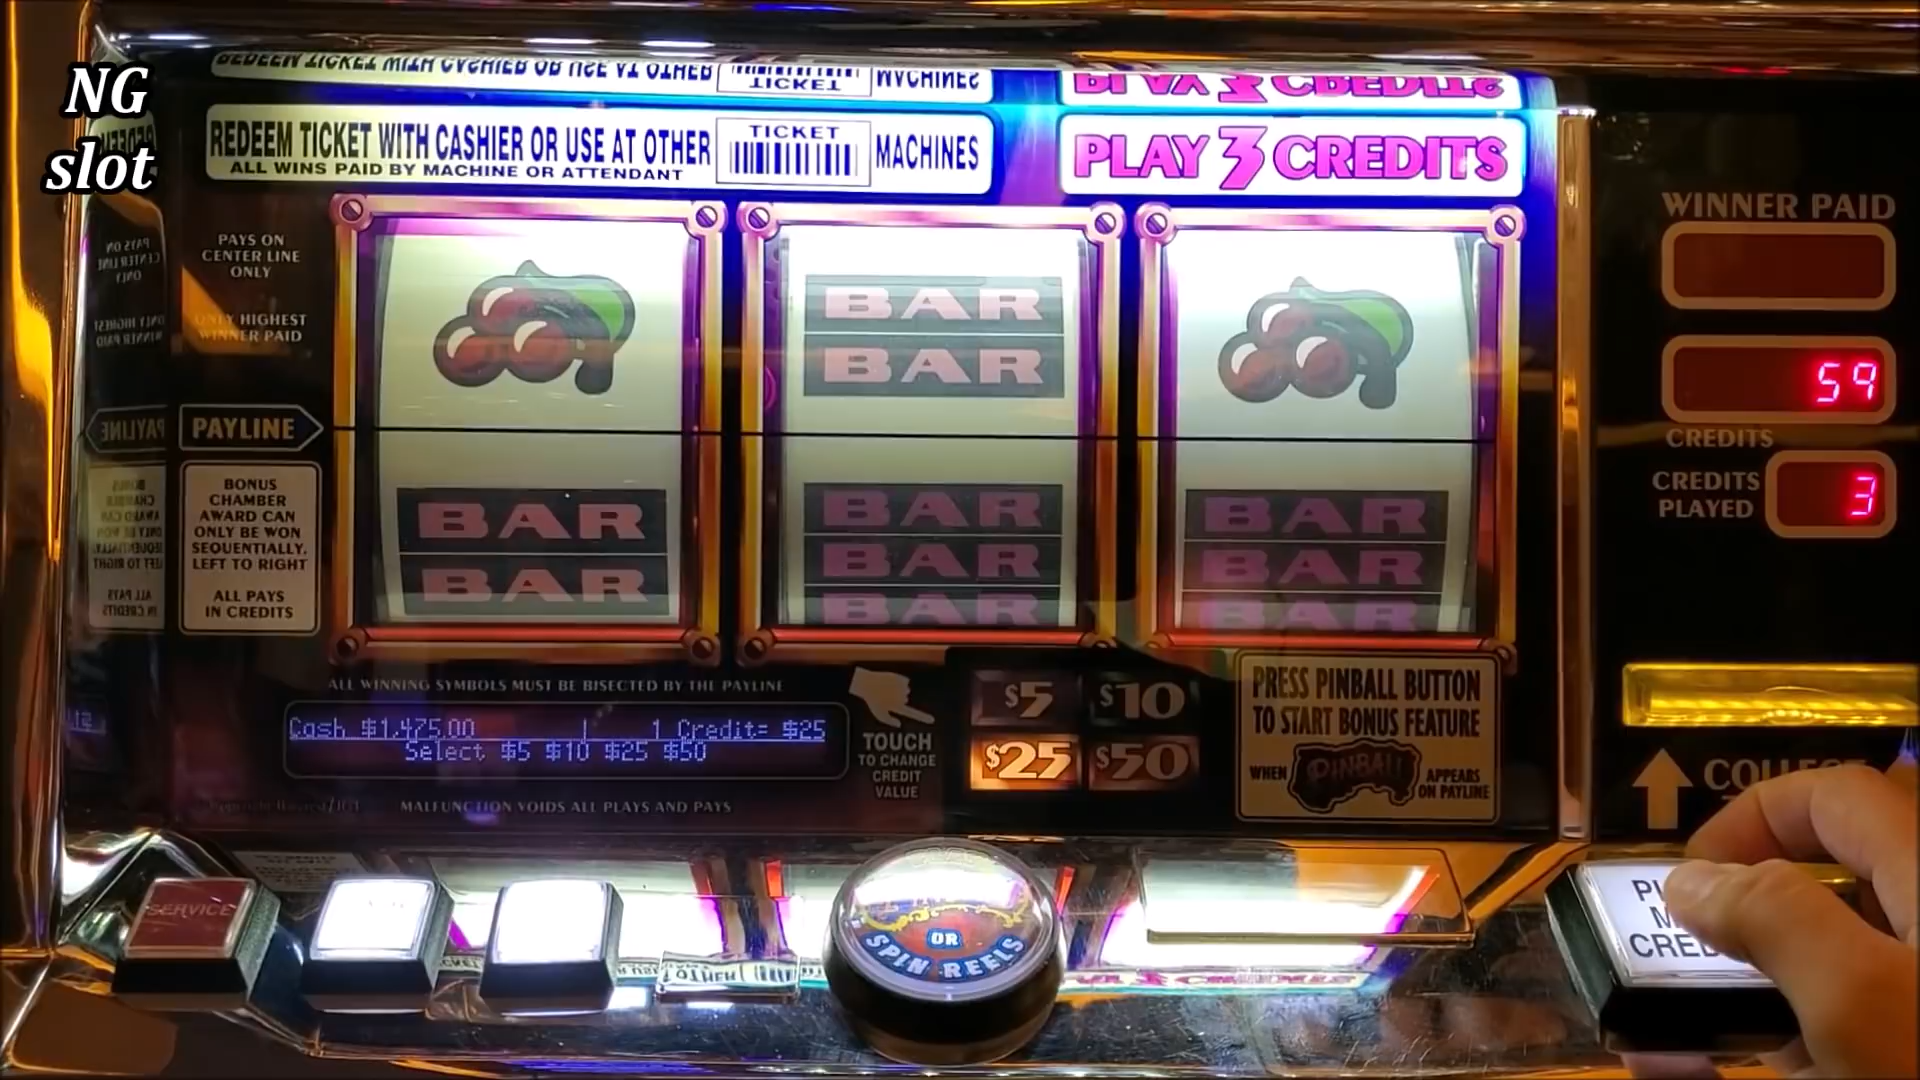 NG
slot
REDEEM TICKET WITH CASHIER OR USE AT OTHER
ALL WINS PAID BY MACHINE OR ATTENDANT
TICKET
MACHINES
PLAY 3 CREDITS
WINNER PAID
PAYS ON
CENTER LINE
ONLY
ONLY HIGHEST
WINNER PAID
BAR
BAR
59
CREDITS
PAYLINE
CREDITS
PLAYED
3
BONUS
CHAMBER
AWARD CAN
ONLY BE WON
SEQUENTIALLY.
LEFT TO RIGHT
ALL PAYS
IN CREDITS
BAR
BAR
BAR
BAR
BAR
BAR
BAR
BAR
ALL WINNING SYMBOLS MUST BE BISECTED BY THE PAYLINE
Cash $1,475.00 | 1 Credit= $25
Select $5 $10 $25 $50
MALFUNCTION VOIDS ALL PLAYS AND PAYS
TOUCH
TO CHANGE
CREDIT
VALUE
$5 $10
$25 $50
PRESS PINBALL BUTTON
TO START BONUS FEATURE
WHEN PINBALL APPEARS
ON PAYLINE
SERVICE
OR
SPIN REELS